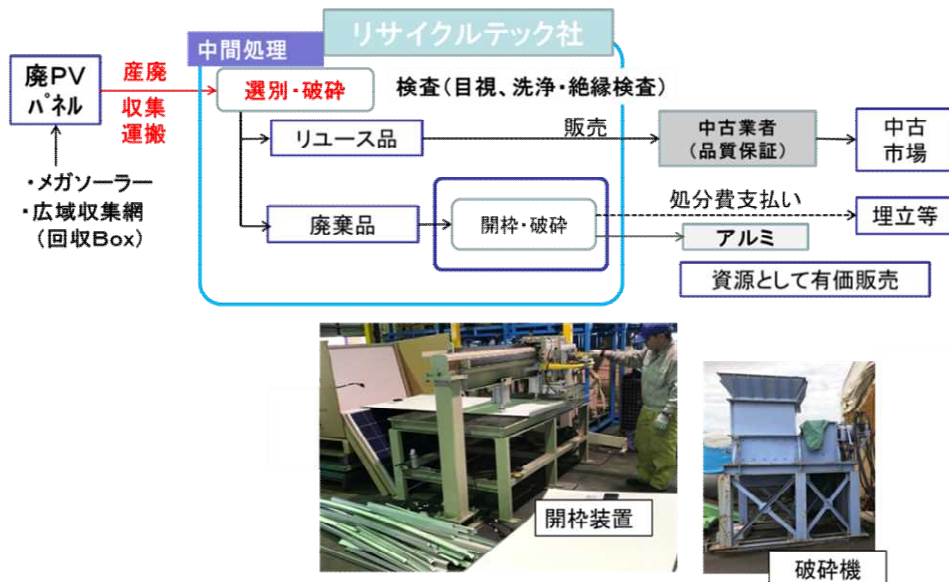 リサイクルテック社
中間処理
廃PV
パネル
産廃
収集
運搬
選別・破砕
検査(目視、洗浄・絶縁検査)
リユース品
販売
中古業者
(品質保証)
中古
市場
・メガソーラー
・広域収集網
(回収Box)
廃棄品
開枠・破砕
処分費支払い
埋立等
アルミ
資源として有価販売
開枠装置
破砕機